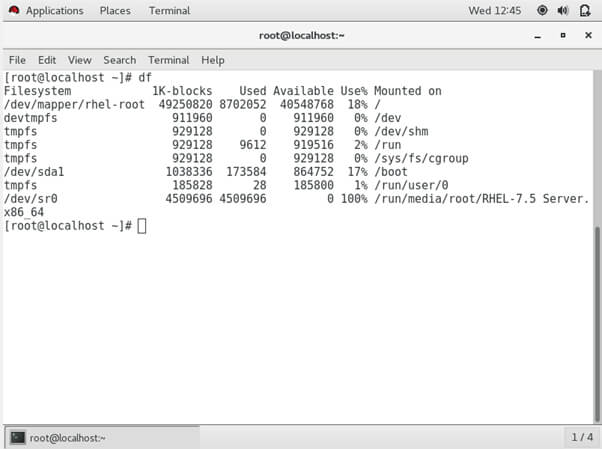 Applications Places Terminal Wed 12:45
root@localhost:~
File Edit View Search Terminal Help
[root@localhost ~]# df
Filesystem 1K-blocks Used Available Use% Mounted on
/dev/mapper/rhel-root 49250820 8702052 40548768 18% /
devtmpfs 911960 0 911960 0% /dev
tmpfs 929128 0 929128 0% /dev/shm
tmpfs 929128 9612 919516 2% /run
tmpfs 929128 0 929128 0% /sys/fs/cgroup
/dev/sda1 1038336 173584 864752 17% /boot
tmpfs 185828 28 185800 1% /run/user/0
/dev/sr0 4509696 4509696 0 100% /run/media/root/RHEL-7.5 Server.
x86_64
[root@localhost ~]#
root@localhost:~ 1 / 4